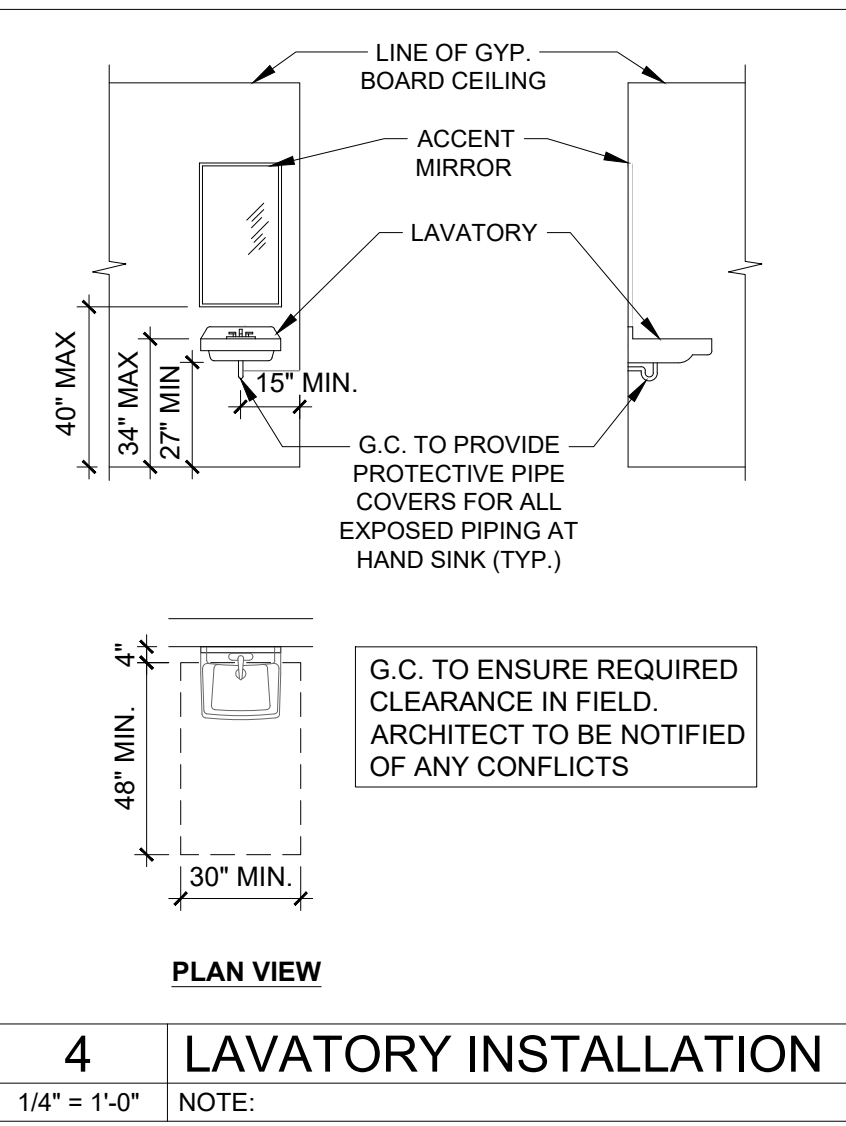 LINE OF GYP.
BOARD CEILING
ACCENT
MIRROR
LAVATORY
40" MAX
34" MAX
27" MIN
15" MIN.
G.C. TO PROVIDE
PROTECTIVE PIPE
COVERS FOR ALL
EXPOSED PIPING AT
HAND SINK (TYP.)
4"
48" MIN.
30" MIN.
G.C. TO ENSURE REQUIRED
CLEARANCE IN FIELD.
ARCHITECT TO BE NOTIFIED
OF ANY CONFLICTS
PLAN VIEW
4
LAVATORY INSTALLATION
1/4" = 1'-0"
NOTE: